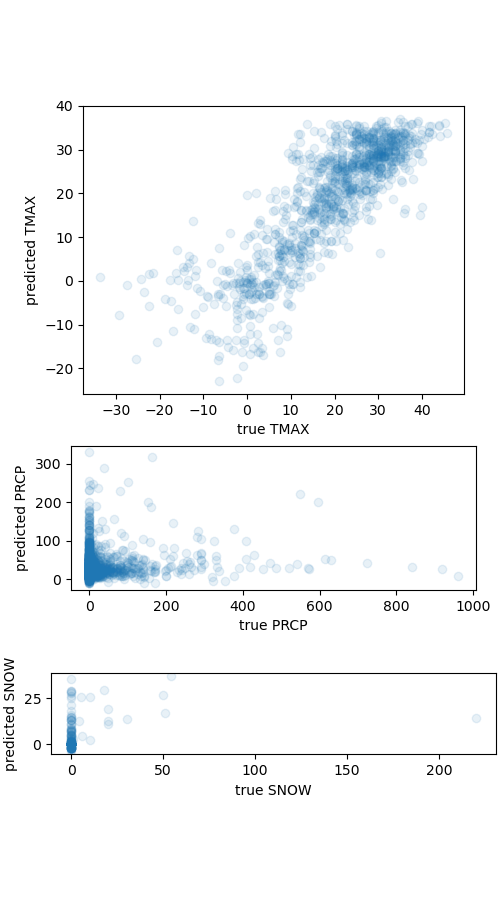 40
30
20
10
0
−10
−20
predicted TMAX
−30 −20 −10 0 10 20 30 40
true TMAX
300
200
100
0
predicted PRCP
0 200 400 600 800 1000
true PRCP
25
0
predicted SNOW
0 50 100 150 200
true SNOW